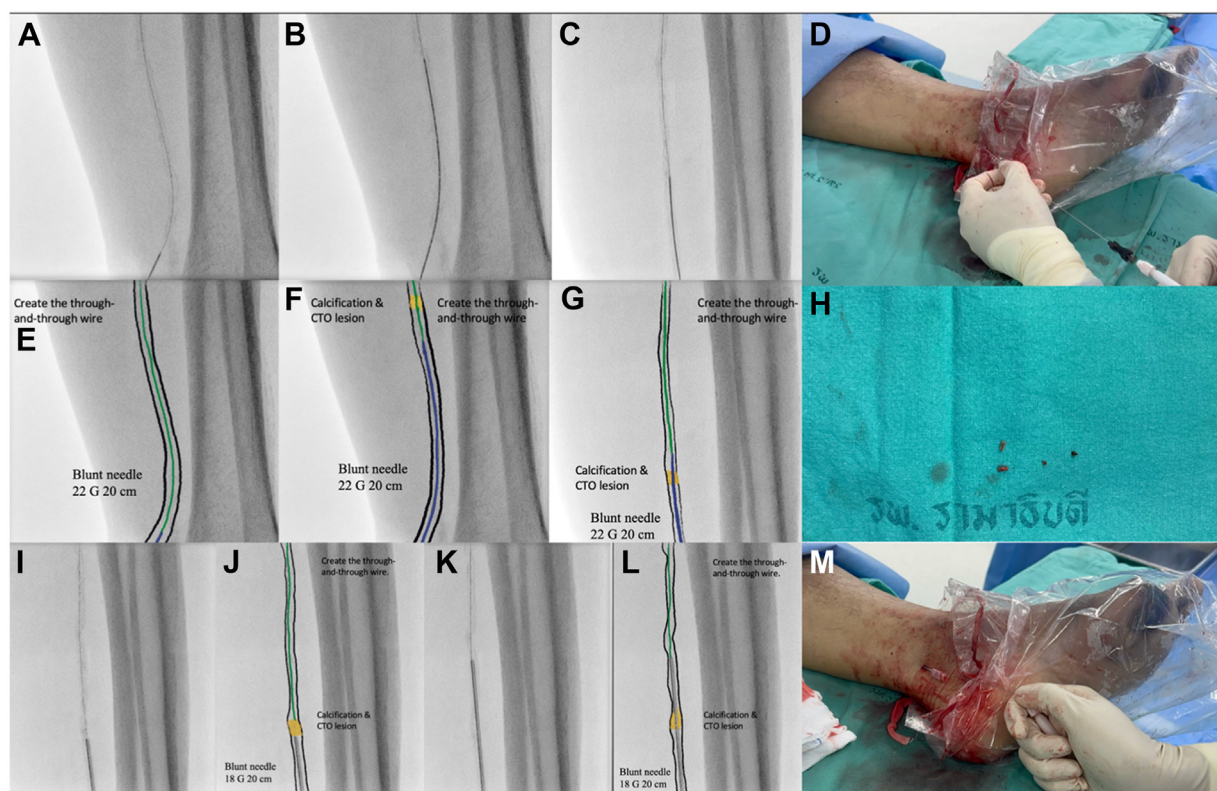 A
B
C
D
Create the through-
and-through wire
E
Blunt needle
22 G 20 cm
F
Calcification &
CTO lesion
Create the through-
and-through wire
Blunt needle
22 G 20 cm
G
Create the through-
and-through wire
Calcification &
CTO lesion
Blunt needle
22 G 20 cm
H
รพ. รามาธิบดี
I
J
Create the through-
and-through wire.
Calcification &
CTO lesion
Blunt needle
18 G 20 cm
K
L
Create the through-
and-through wire.
Calcification &
CTO lesion
Blunt needle
18 G 20 cm
M